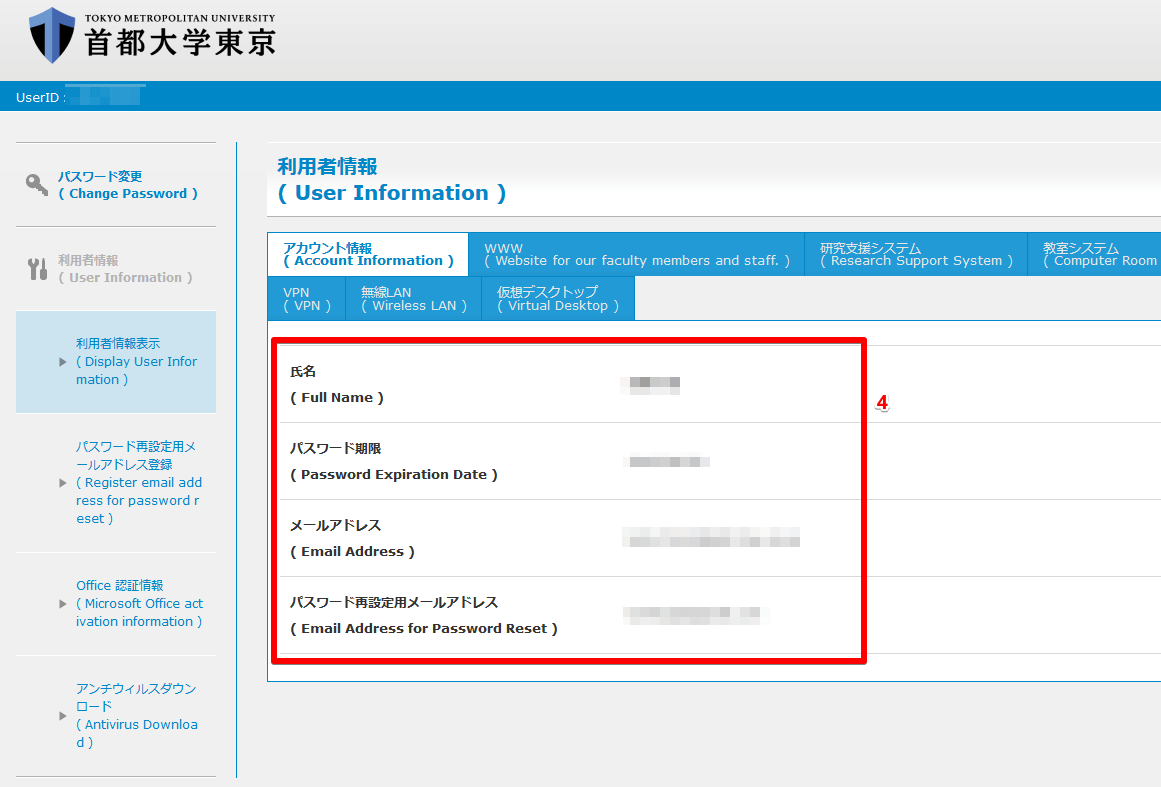 TOKYO METROPOLITAN UNIVERSITY
首都大学東京
UserID :
パスワード変更
( Change Password )
利用者情報
( User Information )
利用者情報表示
( Display User Infor
mation )
パスワード再設定用メ
ールアドレス登録
( Register email add
ress for password r
eset )
Office 認証情報
( Microsoft Office act
ivation information )
アンチウィルスダウン
ロード
( Antivirus Downloa
d )
利用者情報
( User Information )
アカウント情報
( Account Information )
WWW
( Website for our faculty members and staff. )
研究支援システム
( Research Support System )
教室システム
( Computer Room
VPN
( VPN )
無線LAN
( Wireless LAN )
仮想デスクトップ
( Virtual Desktop )
氏名
( Full Name )
パスワード期限
( Password Expiration Date )
メールアドレス
( Email Address )
パスワード再設定用メールアドレス
( Email Address for Password Reset )
4